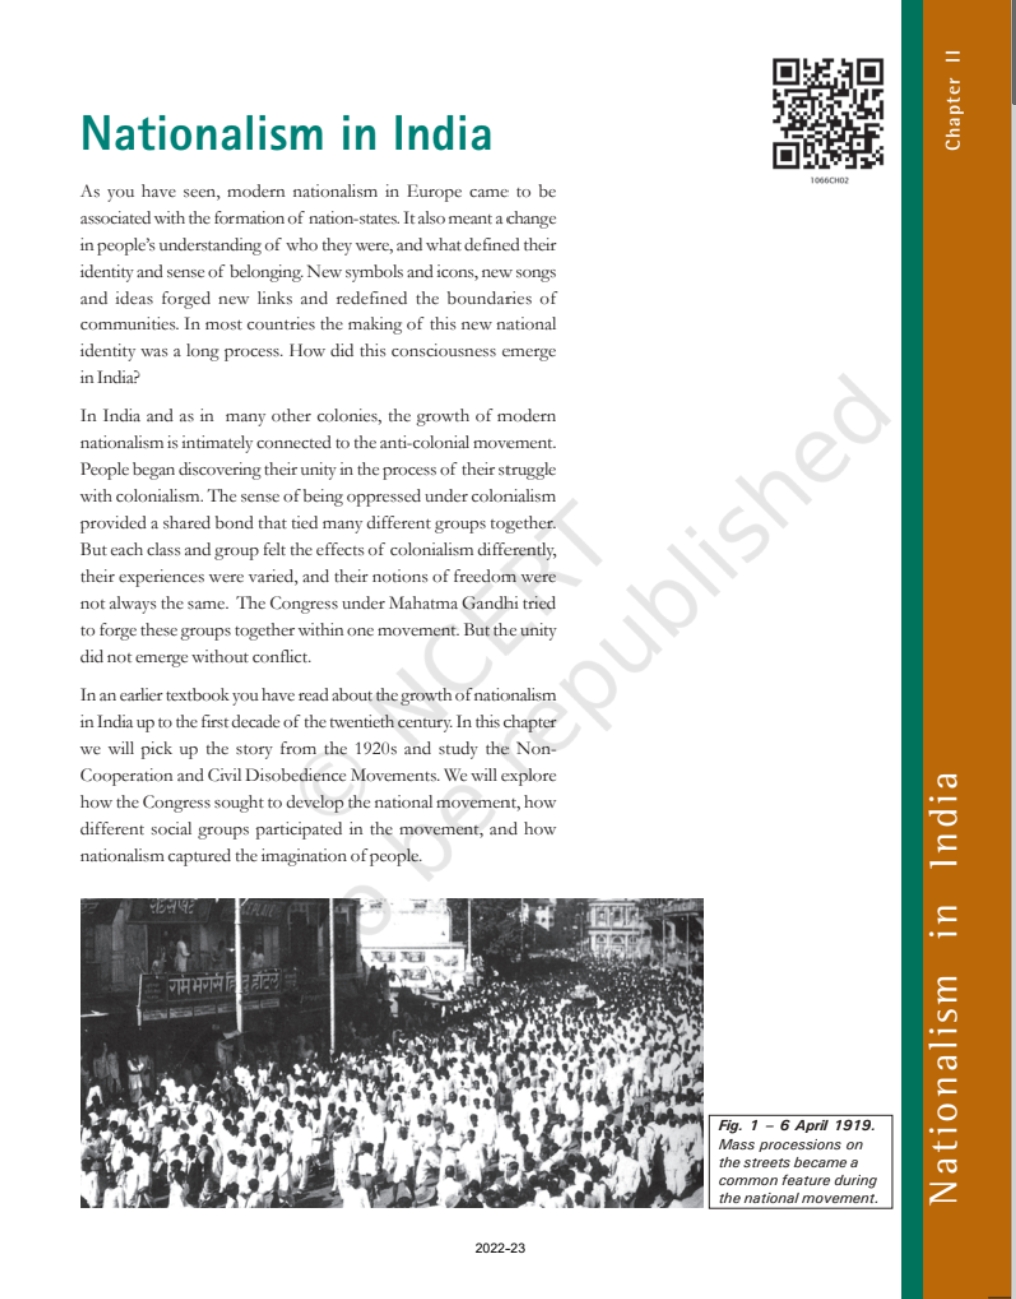 Nationalism in India
1066CH02
Chapter II
As you have seen, modern nationalism in Europe came to be
associated with the formation of nation-states. It also meant a change
in people's understanding of who they were, and what defined their
identity and sense of belonging. New symbols and icons, new songs
and ideas forged new links and redefined the boundaries of
communities. In most countries the making of this new national
identity was a long process. How did this consciousness emerge
in India?
In India and as in many other colonies, the growth of modern
nationalism is intimately connected to the anti-colonial movement.
People began discovering their unity in the process of their struggle
with colonialism. The sense of being oppressed under colonialism
provided a shared bond that tied many different groups together.
But each class and group felt the effects of colonialism differently,
their experiences were varied, and their notions of freedom were
not always the same. The Congress under Mahatma Gandhi tried
to forge these groups together within one movement. But the unity
did not emerge without conflict.
In an earlier textbook you have read about the growth of nationalism
in India up to the first decade of the twentieth century. In this chapter
we will pick up the story from the 1920s and study the Non-
Cooperation and Civil Disobedience Movements. We will explore
how the Congress sought to develop the national movement, how
different social groups participated in the movement, and how
nationalism captured the imagination of people.
© NCERT
o be republished
Fig. 1 – 6 April 1919.
Mass processions on
the streets became a
common feature during
the national movement.
Nationalism in India
2022-23